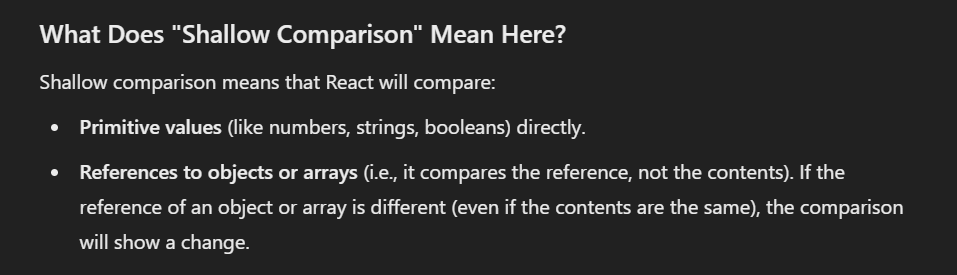 What Does "Shallow Comparison" Mean Here?
Shallow comparison means that React will compare:
• Primitive values (like numbers, strings, booleans) directly.
• References to objects or arrays (i.e., it compares the reference, not the contents). If the
reference of an object or array is different (even if the contents are the same), the comparison
will show a change.